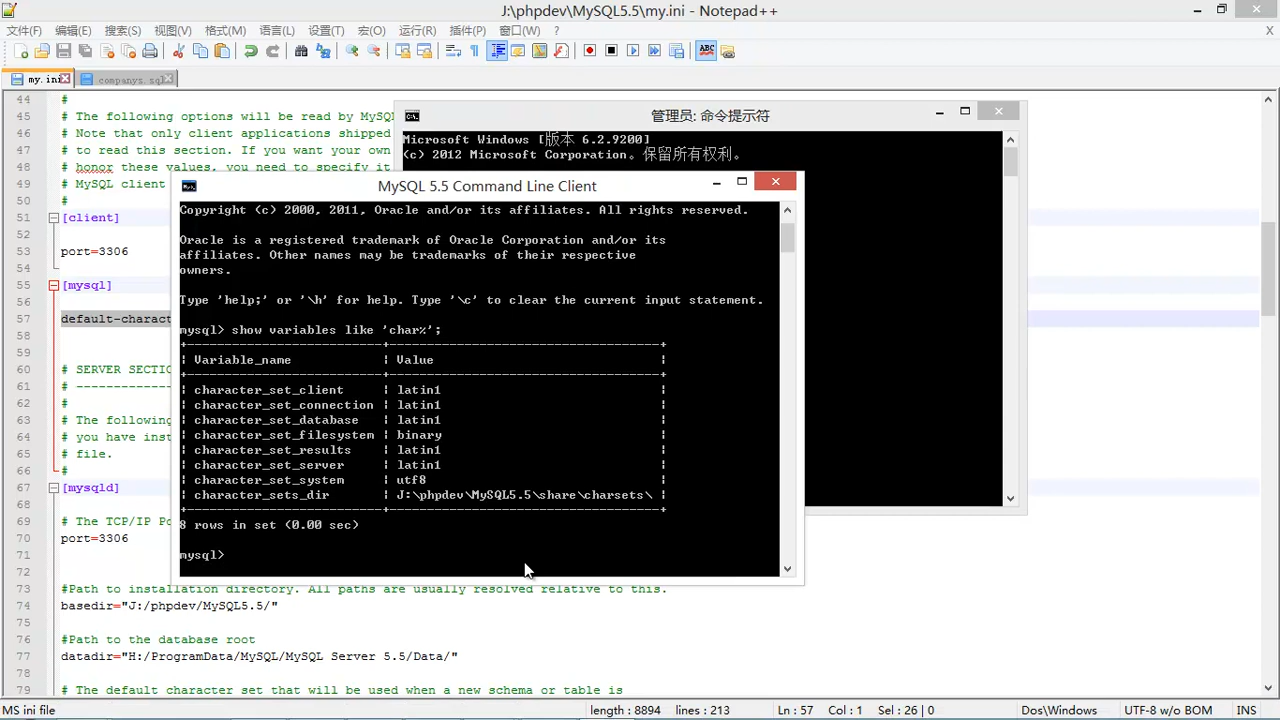 J:\phpdev\MySQL5.5\my.ini - Notepad++
文件(F) 编辑(E) 搜索(S) 视图(V) 格式(M) 语言(L) 设置(T) 宏(O) 运行(R) 插件(P) 窗口(W) ? X
my.ini companys.sql
44 #
45 # The following options will be read by MySQL
46 # Note that only client applications shipped
47 # to read this section. If you want your own
48 # honor these values, you need to specify it
49 # MySQL client
50 #
51 [client]
52
53 port=3306
54
55 [mysql]
56
57 default-charact
58
59
60 # SERVER SECTIO
61 # -------------
62 #
63 # The following
64 # you have inst
65 # file.
66 #
67 [mysqld]
68
69 # The TCP/IP Po
70 port=3306
71
72
73 #Path to installation directory. All paths are usually resolved relative to this.
74 basedir="J:/phpdev/MySQL5.5/"
75
76 #Path to the database root
77 datadir="H:/ProgramData/MySQL/MySQL Server 5.5/Data/"
78
79 # The default character set that will be used when a new schema or table is
管理员: 命令提示符
Microsoft Windows [版本 6.2.9200]
(c) 2012 Microsoft Corporation。保留所有权利。
MySQL 5.5 Command Line Client
Copyright (c) 2000, 2011, Oracle and/or its affiliates. All rights reserved.
Oracle is a registered trademark of Oracle Corporation and/or its
affiliates. Other names may be trademarks of their respective
owners.
Type 'help;' or '\h' for help. Type '\c' to clear the current input statement.
mysql> show variables like 'char%';
+--------------------------+--------------------------------------+
| Variable_name | Value |
+--------------------------+--------------------------------------+
| character_set_client | latin1 |
| character_set_connection | latin1 |
| character_set_database | latin1 |
| character_set_filesystem | binary |
| character_set_results | latin1 |
| character_set_server | latin1 |
| character_set_system | utf8 |
| character_sets_dir | J:\phpdev\MySQL5.5\share\charsets\ |
+--------------------------+--------------------------------------+
8 rows in set (0.00 sec)
mysql>
MS ini file length : 8894 lines : 213 Ln : 57 Col : 1 Sel : 26 | 0 Dos\Windows UTF-8 w/o BOM INS